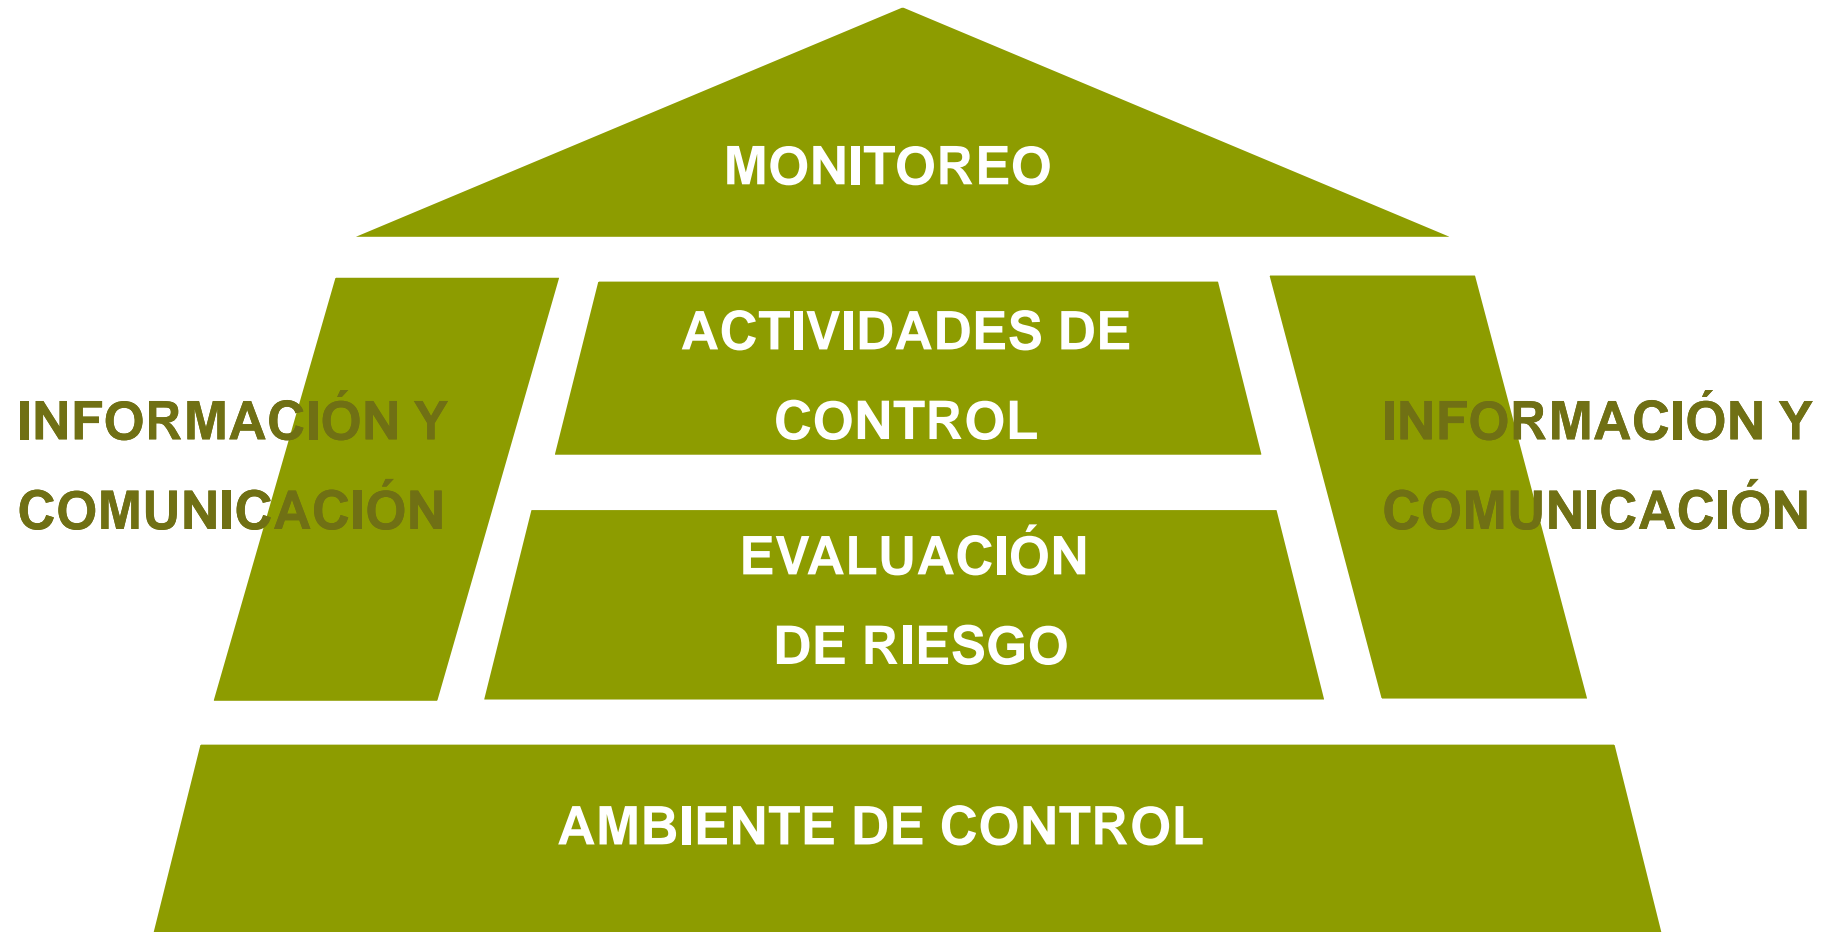 MONITOREO
ACTIVIDADES DE
CONTROL
INFORMACIÓN Y
COMUNICACIÓN
INFORMACIÓN Y
COMUNICACIÓN
EVALUACIÓN
DE RIESGO
AMBIENTE DE CONTROL